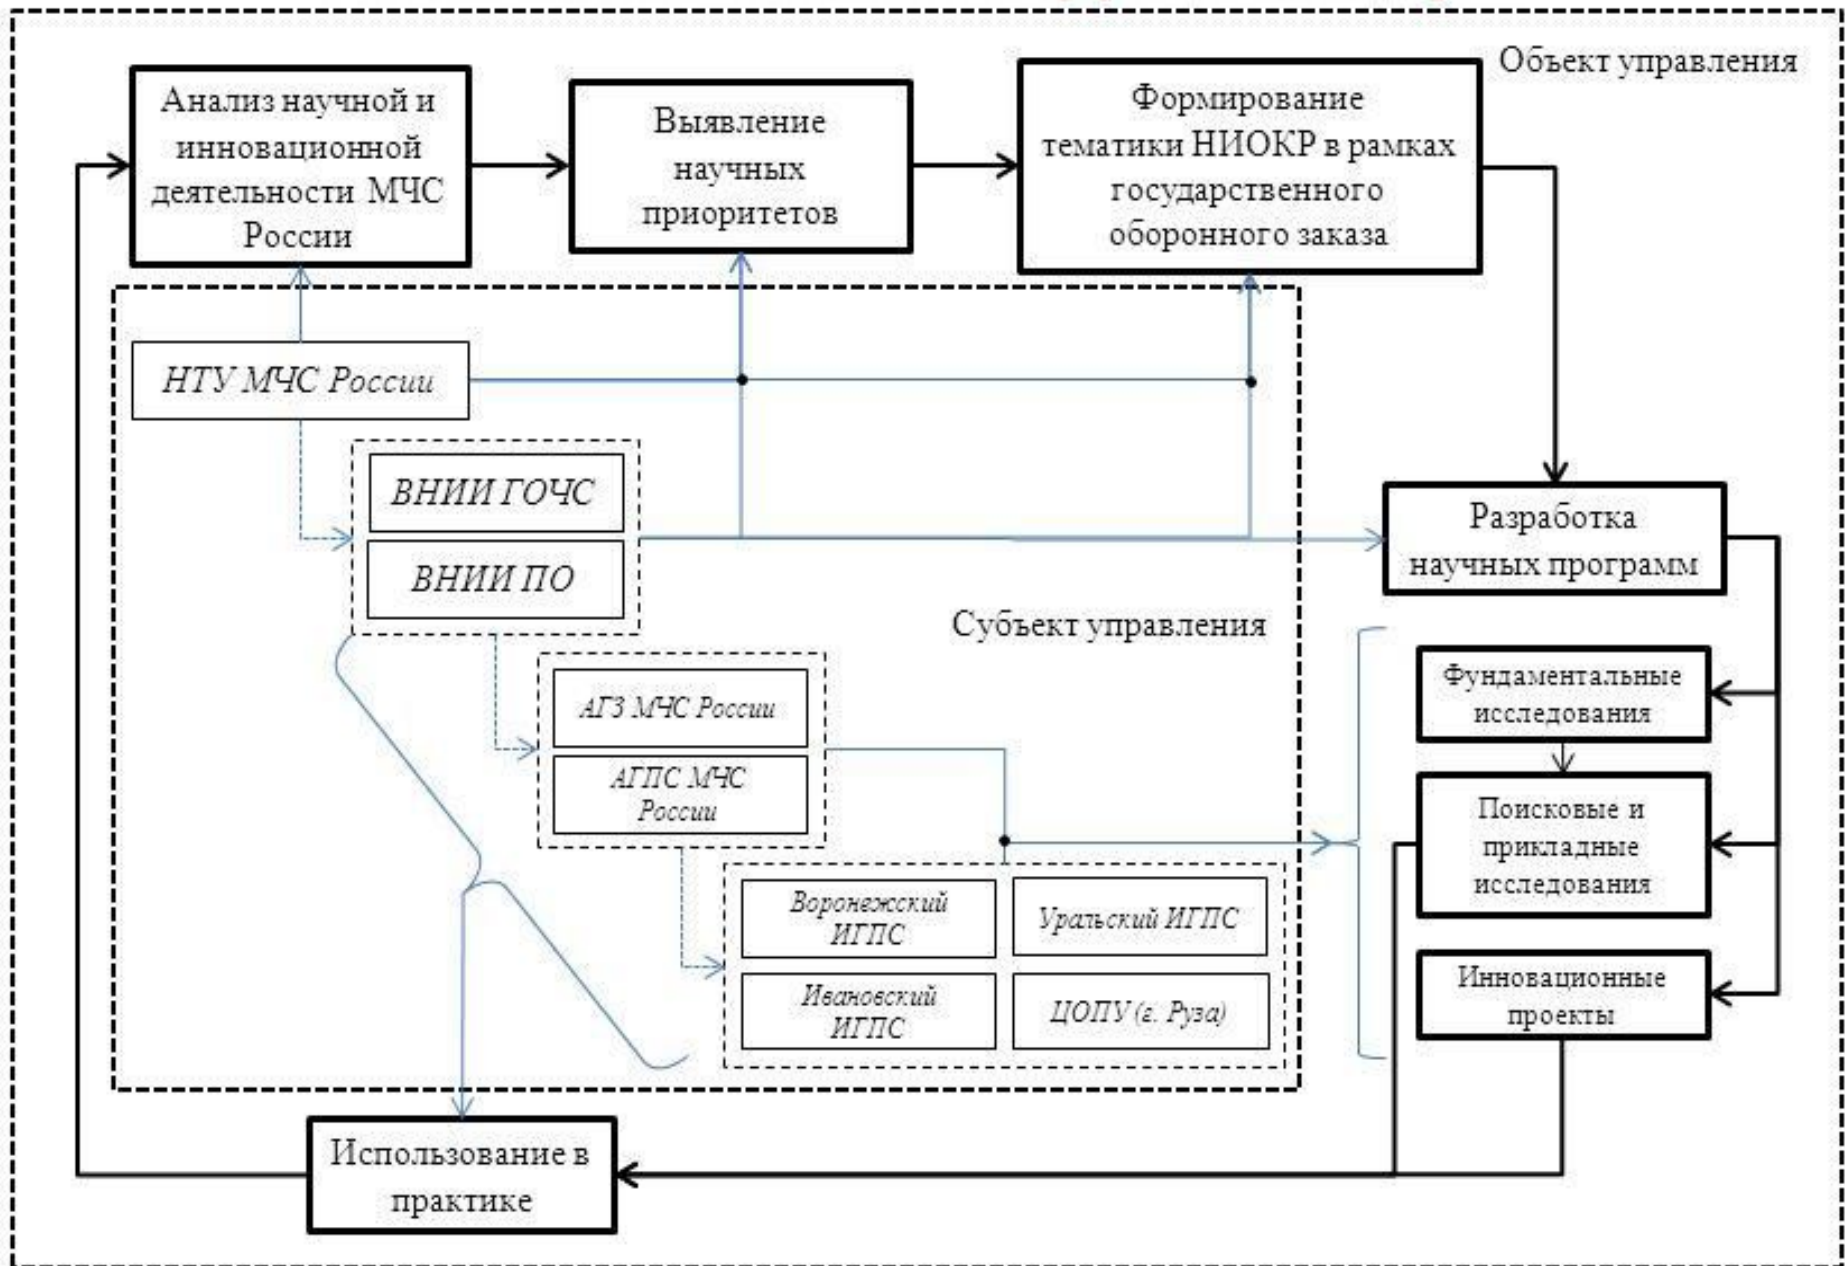 Объект управления
Анализ научной и
инновационной
деятельности МЧС
России
Выявление
научных
приоритетов
Формирование
тематики НИОКР в рамках
государственного
оборонного заказа
НТУ МЧС России
ВНИИ ГОЧС
ВНИИ ПО
Разработка
научных программ
Субъект управления
АГЗ МЧС России
АГПС МЧС
России
Фундаментальные
исследования
Поисковые и
прикладные
исследования
Воронежский
ИГПС
Уральский ИГПС
Ивановский
ИГПС
ЦОПУ (г. Руза)
Инновационные
проекты
Использование в
практике